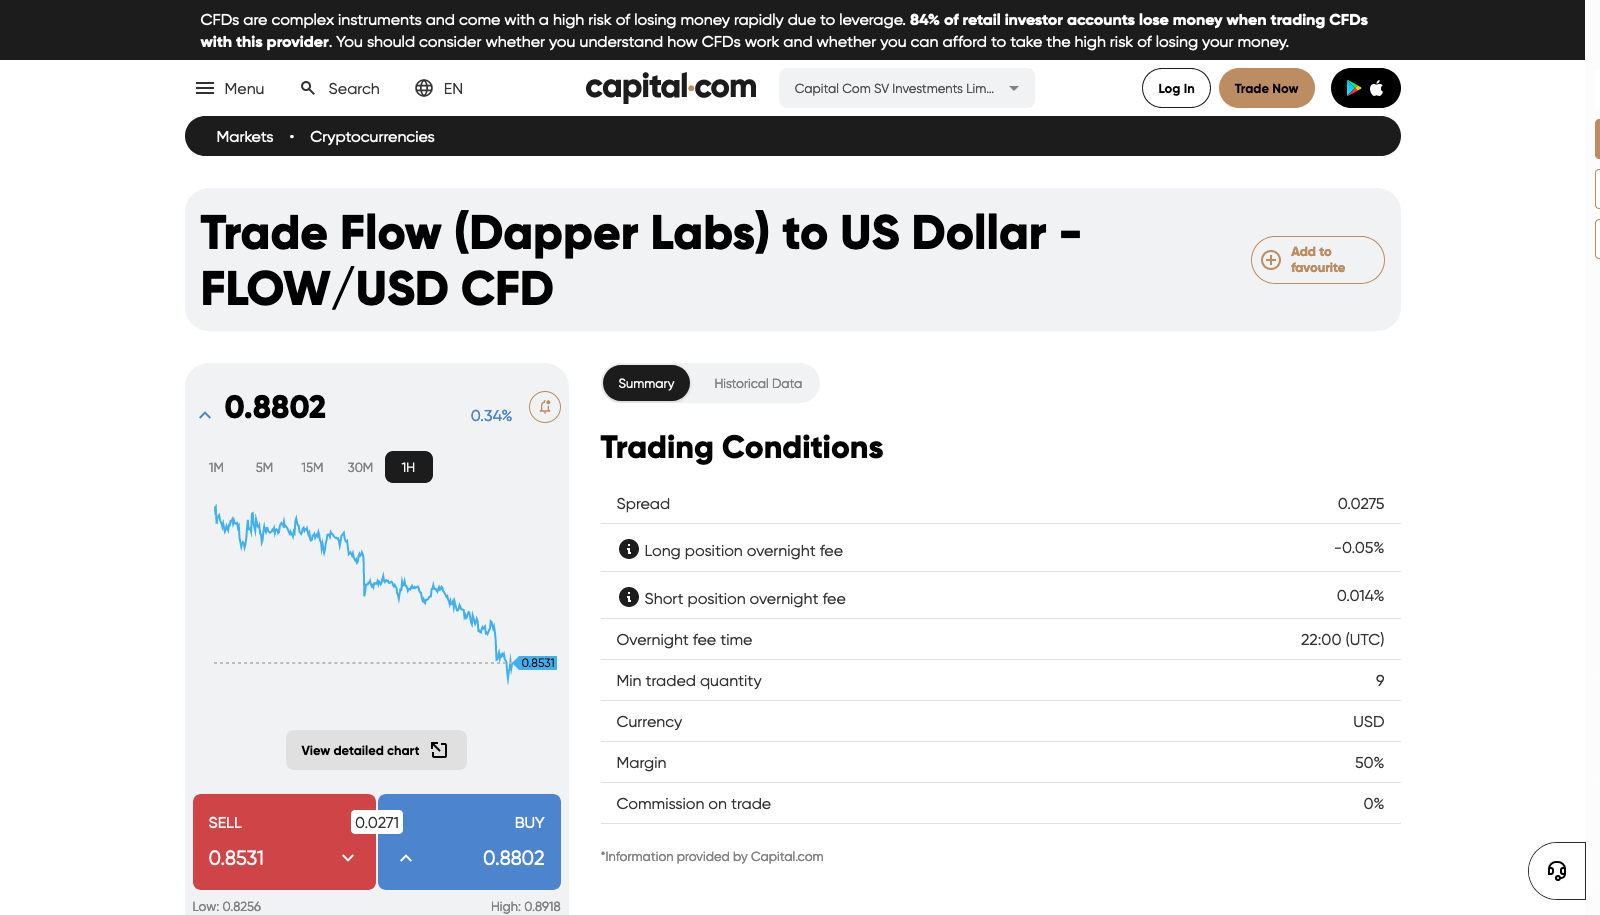 CFDs are complex instruments and come with a high risk of losing money rapidly due to leverage. 84% of retail investor accounts lose money when trading CFDs
with this provider. You should consider whether you understand how CFDs work and whether you can afford to take the high risk of losing your money.
Menu Search EN capital.com Capital Com SV Investments Lim... Log In Trade Now
Markets • Cryptocurrencies
Trade Flow (Dapper Labs) to US Dollar -
FLOW/USD CFD
Add to
favourite
0.8802 0.34%
1M 5M 15M 30M 1H
0.8531
View detailed chart
SELL 0.0271 BUY
0.8531 0.8802
Low: 0.8256 High: 0.8918
Summary Historical Data
Trading Conditions
Spread 0.0275
Long position overnight fee -0.05%
Short position overnight fee 0.014%
Overnight fee time 22:00 (UTC)
Min traded quantity 9
Currency USD
Margin 50%
Commission on trade 0%
*Information provided by Capital.com